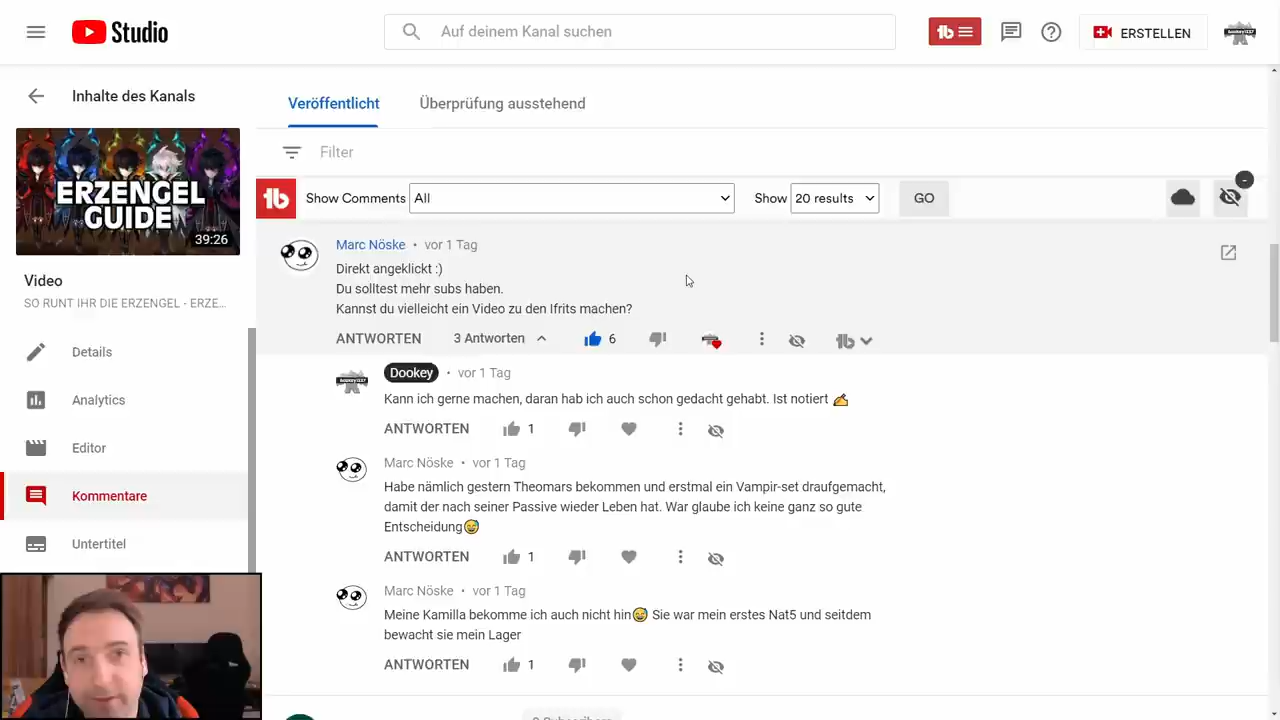 Studio
Auf deinem Kanal suchen
ERSTELLEN
Inhalte des Kanals
ERZENGEL
GUIDE
39:26
Video
SO RUNT IHR DIE ERZENGEL - ERZE...
Details
Analytics
Editor
Kommentare
Untertitel
Veröffentlicht
Überprüfung ausstehend
Filter
Show Comments All
Show 20 results
GO
Marc Nöske • vor 1 Tag
Direkt angeklickt :)
Du solltest mehr subs haben.
Kannst du vielleicht ein Video zu den Ifrits machen?
ANTWORTEN 3 Antworten 6
Dookey • vor 1 Tag
Kann ich gerne machen, daran hab ich auch schon gedacht gehabt. Ist notiert ✍
ANTWORTEN 1
Marc Nöske • vor 1 Tag
Habe nämlich gestern Theomars bekommen und erstmal ein Vampir-set draufgemacht,
damit der nach seiner Passive wieder Leben hat. War glaube ich keine ganz so gute
Entscheidung😅
ANTWORTEN 1
Marc Nöske • vor 1 Tag
Meine Kamilla bekomme ich auch nicht hin😅 Sie war mein erstes Nat5 und seitdem
bewacht sie mein Lager
ANTWORTEN 1